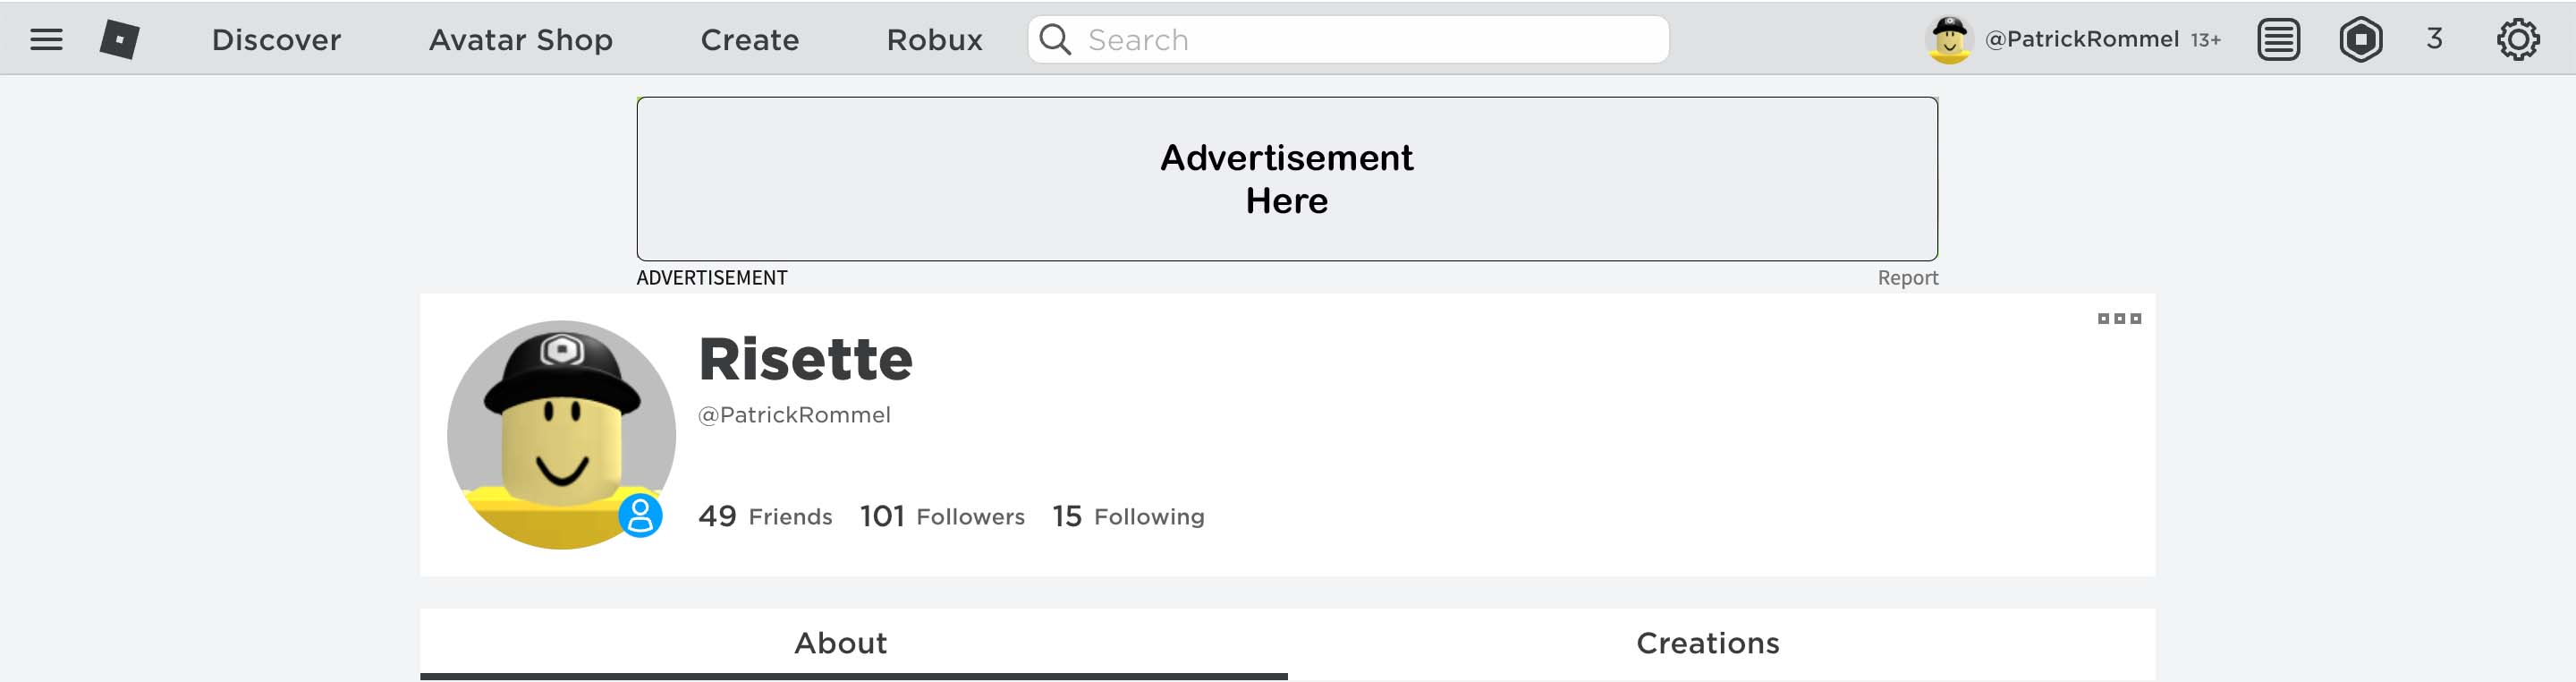 Discover Avatar Shop Create Robux Search @PatrickRommel 13+ 3
Advertisement
Here
ADVERTISEMENT Report
Risette
@PatrickRommel
49 Friends 101 Followers 15 Following
About Creations